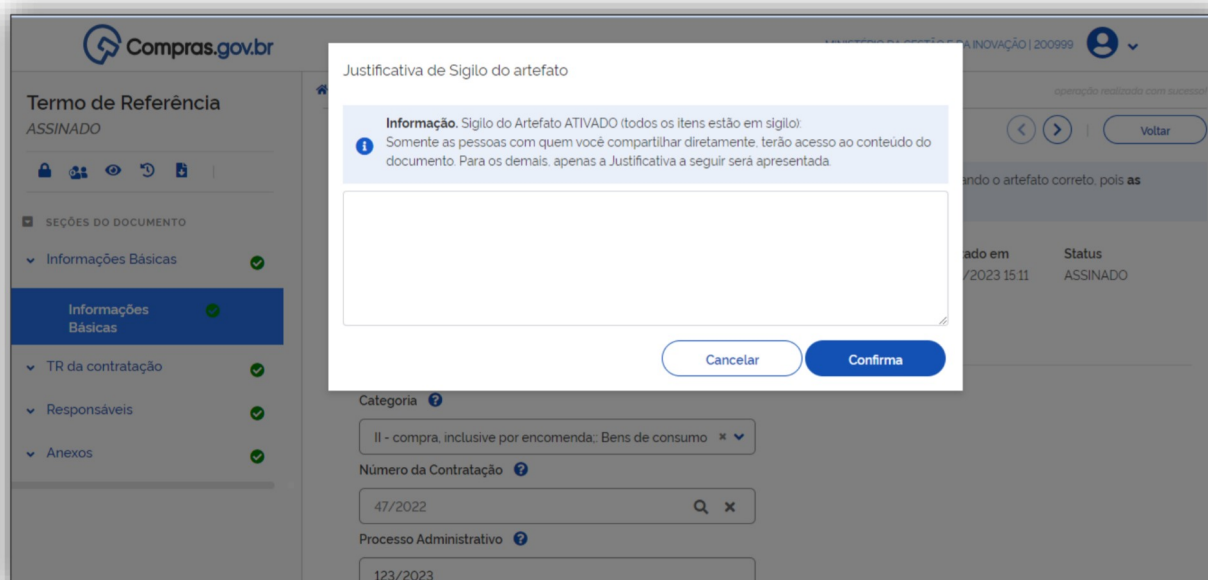 Compras.gov.br
DA INOVAÇÃO | 200999
Termo de Referência
ASSINADO
SEÇÕES DO DOCUMENTO
Informações Básicas
Informações
Básicas
TR da contratação
Responsáveis
Anexos
Justificativa de Sigilo do artefato
Informação. Sigilo do Artefato ATIVADO (todos os itens estão em sigilo):
Somente as pessoas com quem você compartilhar diretamente, terão acesso ao conteúdo do
documento. Para os demais, apenas a Justificativa a seguir será apresentada.
Cancelar
Confirma
operação realizada com sucesso!
Voltar
o artefato correto, pois as
em
/2023 15:11
Status
ASSINADO
Categoria
II - compra, inclusive por encomenda;: Bens de consumo
Número da Contratação
47/2022
Processo Administrativo
123/2023